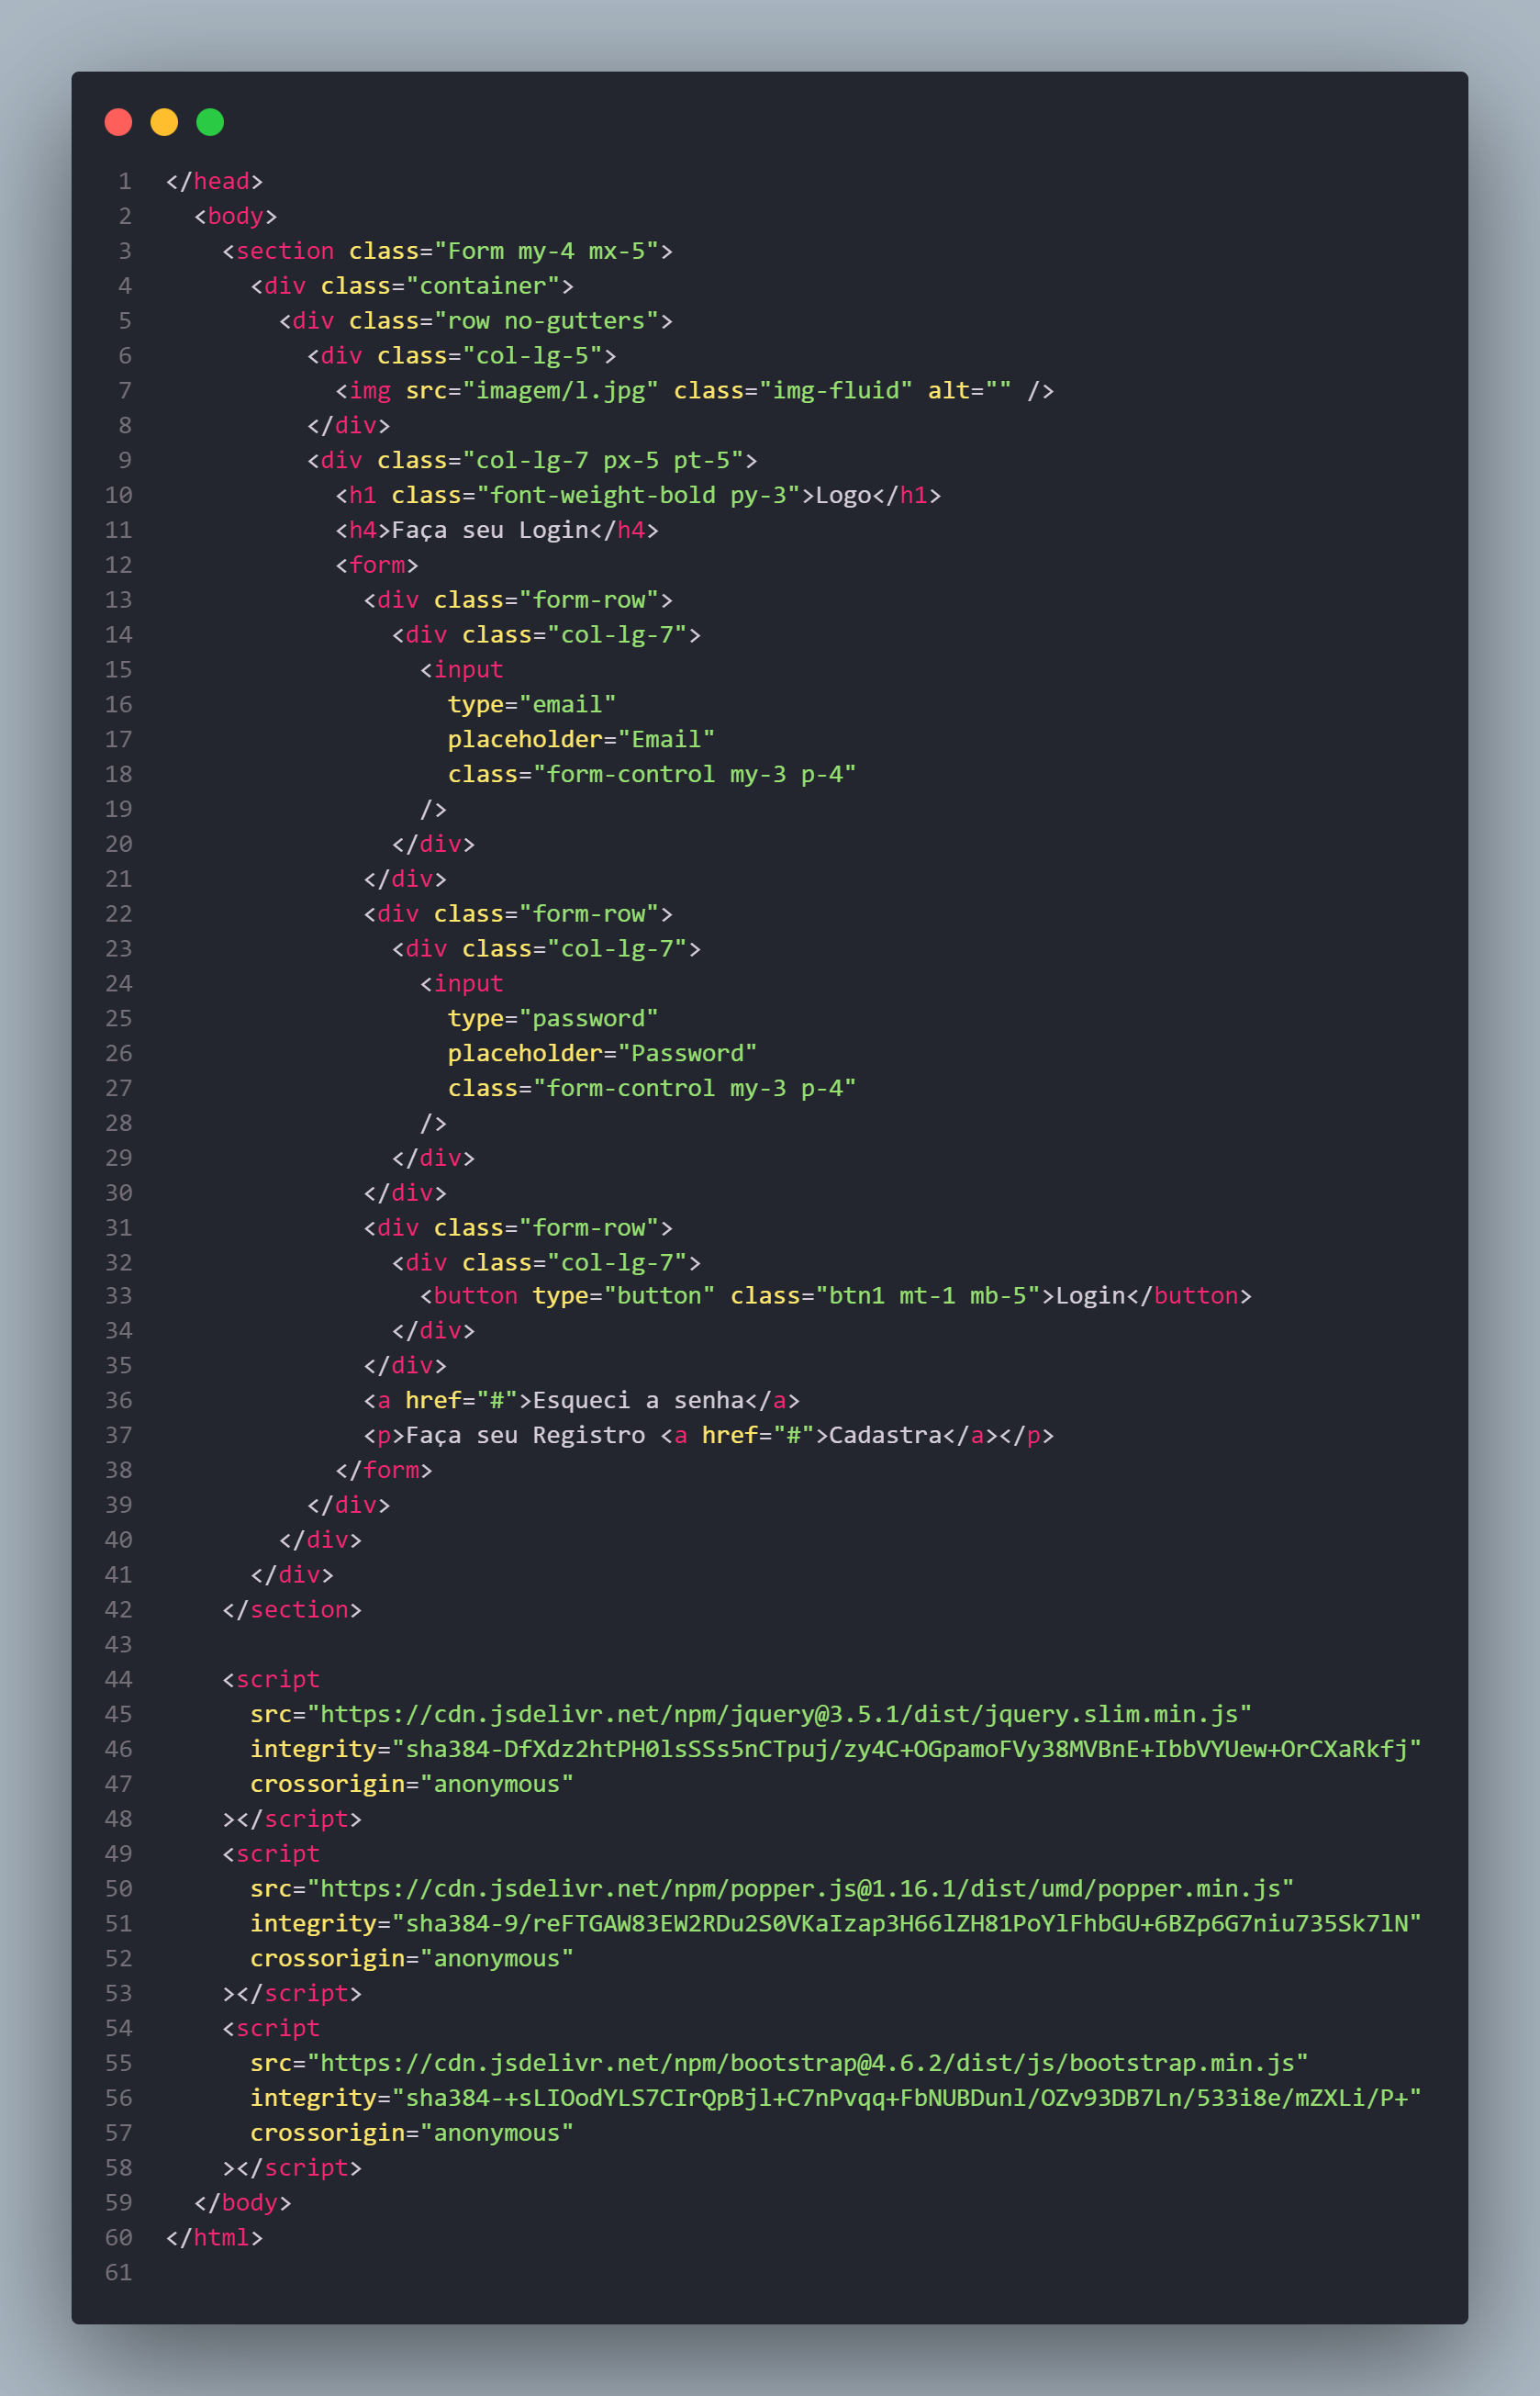 1 </head>
2 <body>
3 <section class="Form my-4 mx-5">
4 <div class="container">
5 <div class="row no-gutters">
6 <div class="col-lg-5">
7 <img src="imagem/l.jpg" class="img-fluid" alt="" />
8 </div>
9 <div class="col-lg-7 px-5 pt-5">
10 <h1 class="font-weight-bold py-3">Logo</h1>
11 <h4>Faça seu Login</h4>
12 <form>
13 <div class="form-row">
14 <div class="col-lg-7">
15 <input
16 type="email"
17 placeholder="Email"
18 class="form-control my-3 p-4"
19 />
20 </div>
21 </div>
22 <div class="form-row">
23 <div class="col-lg-7">
24 <input
25 type="password"
26 placeholder="Password"
27 class="form-control my-3 p-4"
28 />
29 </div>
30 </div>
31 <div class="form-row">
32 <div class="col-lg-7">
33 <button type="button" class="btn1 mt-1 mb-5">Login</button>
34 </div>
35 </div>
36 <a href="#">Esqueci a senha</a>
37 <p>Faça seu Registro <a href="#">Cadastra</a></p>
38 </form>
39 </div>
40 </div>
41 </div>
42 </section>
43
44 <script
45 src="https://cdn.jsdelivr.net/npm/jquery@3.5.1/dist/jquery.slim.min.js"
46 integrity="sha384-DfXdz2htPH0lsSSs5nCTpuj/zy4C+OGpamoFVy38MVBnE+IbbVYUew+OrCXaRkfj"
47 crossorigin="anonymous"
48 ></script>
49 <script
50 src="https://cdn.jsdelivr.net/npm/popper.js@1.16.1/dist/umd/popper.min.js"
51 integrity="sha384-9/reFTGAW83EW2RDu2S0VKaIzap3H66lZH81PoYlFhbGU+6BZp6G7niu735Sk7lN"
52 crossorigin="anonymous"
53 ></script>
54 <script
55 src="https://cdn.jsdelivr.net/npm/bootstrap@4.6.2/dist/js/bootstrap.min.js"
56 integrity="sha384-+sLIOodYLS7CIrQpBjl+C7nPvqq+FbNUBDunl/OZv93DB7Ln/533i8e/mZXLi/P+"
57 crossorigin="anonymous"
58 ></script>
59 </body>
60 </html>
61